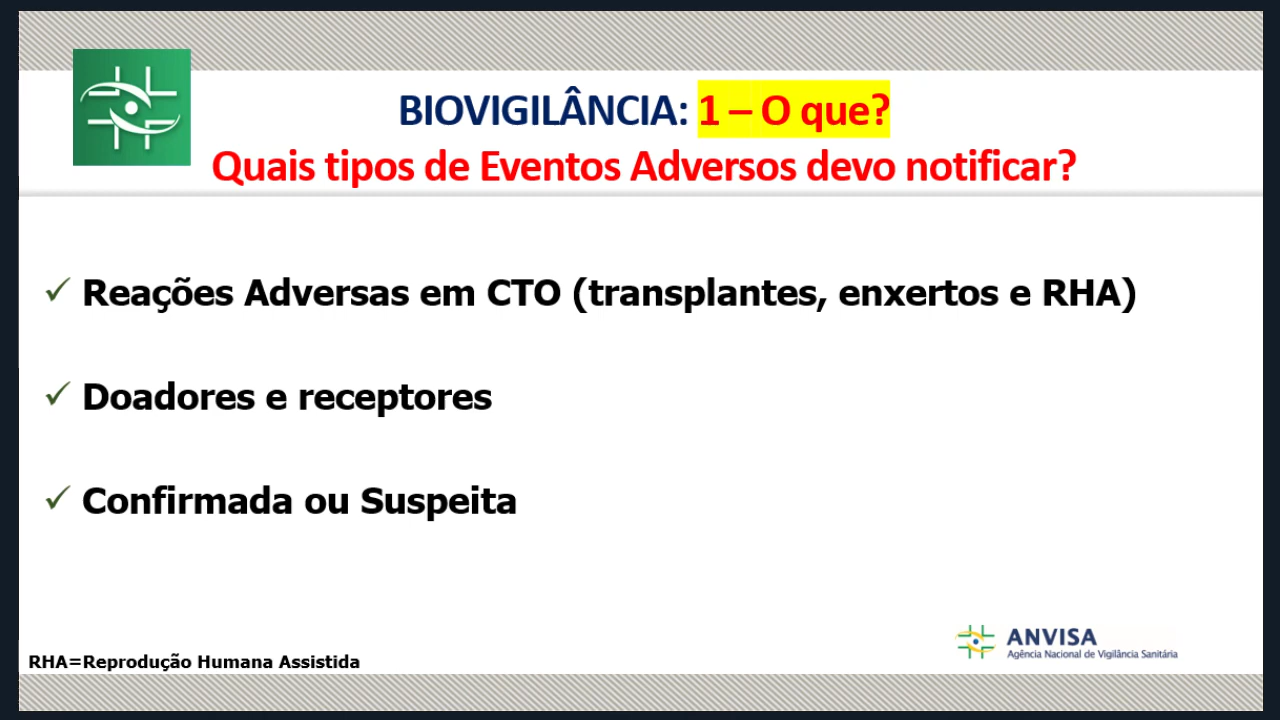 BIOVIGILÂNCIA: 1 – O que?
Quais tipos de Eventos Adversos devo notificar?
✓ Reações Adversas em CTO (transplantes, enxertos e RHA)
✓ Doadores e receptores
✓ Confirmada ou Suspeita
ANVISA
Agência Nacional de Vigilância Sanitária
RHA=Reprodução Humana Assistida